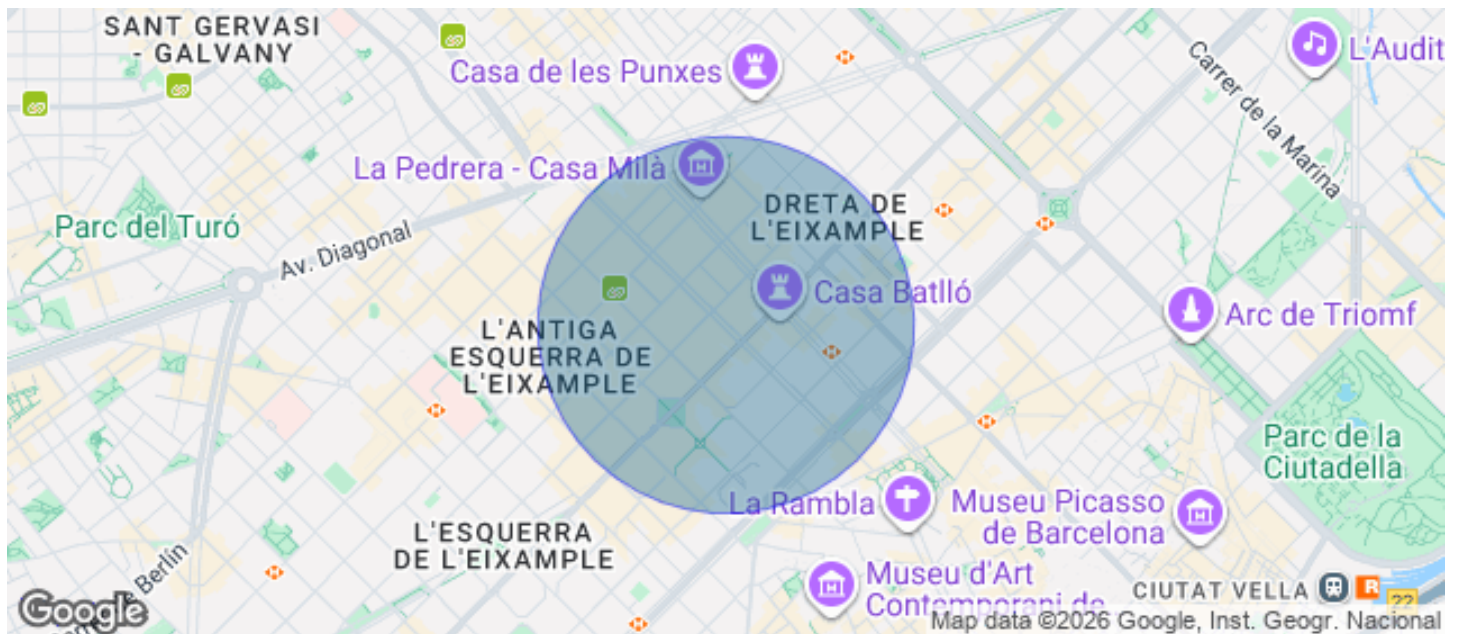 SANT GERVASI
- GALVANY
Casa de les Punxes
L'Audit
Carrer de la Marina
La Pedrera - Casa Milà
DRETA DE
L'EIXAMPLE
Parc del Turó
Av. Diagonal
Casa Batlló
Arc de Triomf
L'ANTIGA
ESQUERRA DE
L'EIXAMPLE
Parc de la
Ciutadella
La Rambla
Museu Picasso
de Barcelona
L'ESQUERRA
DE L'EIXAMPLE
de Berlín
Museu d'Art
Contemporani de
CIUTAT VELLA
R
22
Google
Map data ©2026 Google, Inst. Geogr. Nacional